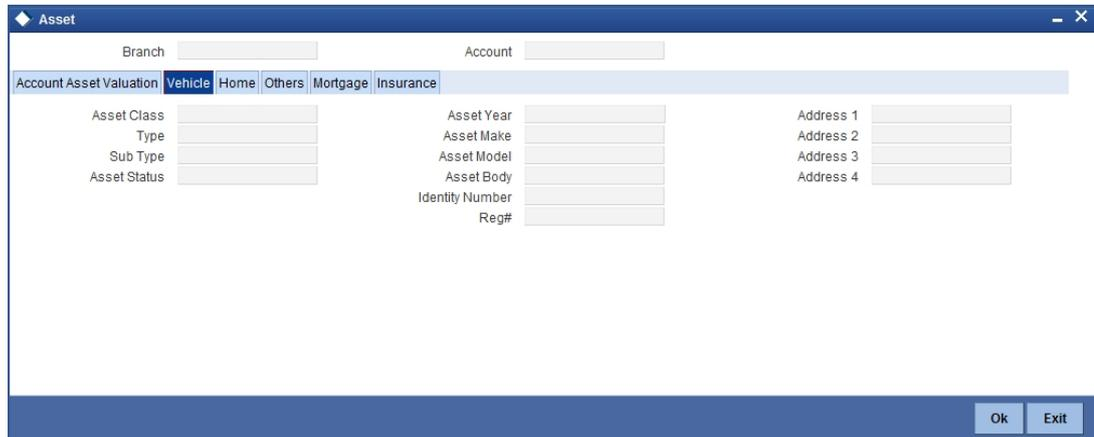 Asset
Branch Account
Account Asset Valuation Vehicle Home Others Mortgage Insurance
Asset Class Asset Year Address 1
Type Asset Make Address 2
Sub Type Asset Model Address 3
Asset Status Asset Body Address 4
Identity Number
Reg#
Ok Exit